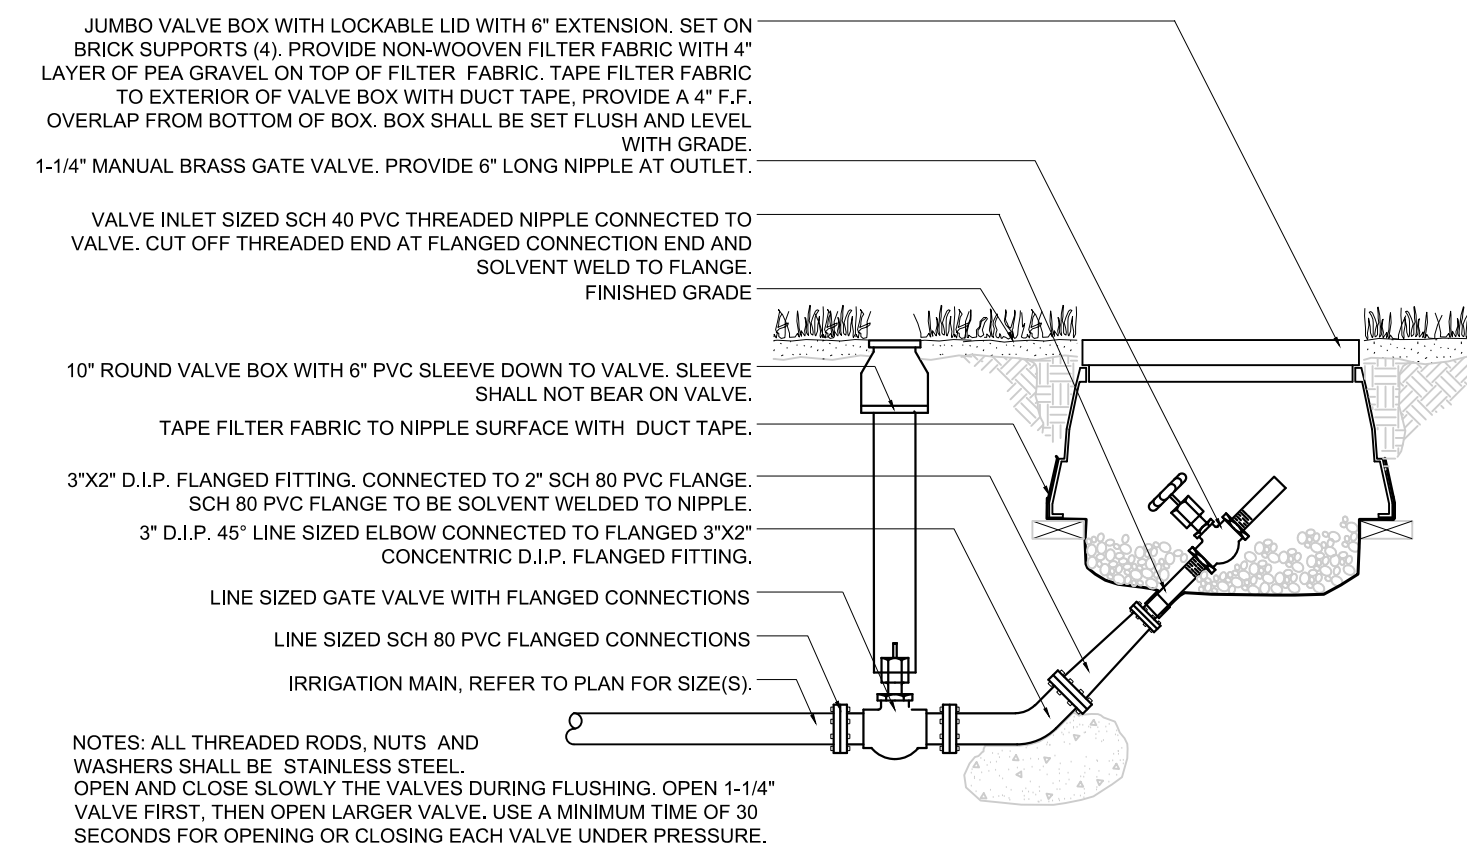 JUMBO VALVE BOX WITH LOCKABLE LID WITH 6" EXTENSION. SET ON
BRICK SUPPORTS (4). PROVIDE NON-WOOVEN FILTER FABRIC WITH 4"
LAYER OF PEA GRAVEL ON TOP OF FILTER FABRIC. TAPE FILTER FABRIC
TO EXTERIOR OF VALVE BOX WITH DUCT TAPE, PROVIDE A 4" F.F.
OVERLAP FROM BOTTOM OF BOX. BOX SHALL BE SET FLUSH AND LEVEL
WITH GRADE.
1-1/4" MANUAL BRASS GATE VALVE. PROVIDE 6" LONG NIPPLE AT OUTLET.
VALVE INLET SIZED SCH 40 PVC THREADED NIPPLE CONNECTED TO
VALVE. CUT OFF THREADED END AT FLANGED CONNECTION END AND
SOLVENT WELD TO FLANGE.
FINISHED GRADE
10" ROUND VALVE BOX WITH 6" PVC SLEEVE DOWN TO VALVE. SLEEVE
SHALL NOT BEAR ON VALVE.
TAPE FILTER FABRIC TO NIPPLE SURFACE WITH DUCT TAPE.
3"X2" D.I.P. FLANGED FITTING. CONNECTED TO 2" SCH 80 PVC FLANGE.
SCH 80 PVC FLANGE TO BE SOLVENT WELDED TO NIPPLE.
3" D.I.P. 45° LINE SIZED ELBOW CONNECTED TO FLANGED 3"X2"
CONCENTRIC D.I.P. FLANGED FITTING.
LINE SIZED GATE VALVE WITH FLANGED CONNECTIONS
LINE SIZED SCH 80 PVC FLANGED CONNECTIONS
IRRIGATION MAIN, REFER TO PLAN FOR SIZE(S).
NOTES: ALL THREADED RODS, NUTS AND
WASHERS SHALL BE STAINLESS STEEL.
OPEN AND CLOSE SLOWLY THE VALVES DURING FLUSHING. OPEN 1-1/4"
VALVE FIRST, THEN OPEN LARGER VALVE. USE A MINIMUM TIME OF 30
SECONDS FOR OPENING OR CLOSING EACH VALVE UNDER PRESSURE.